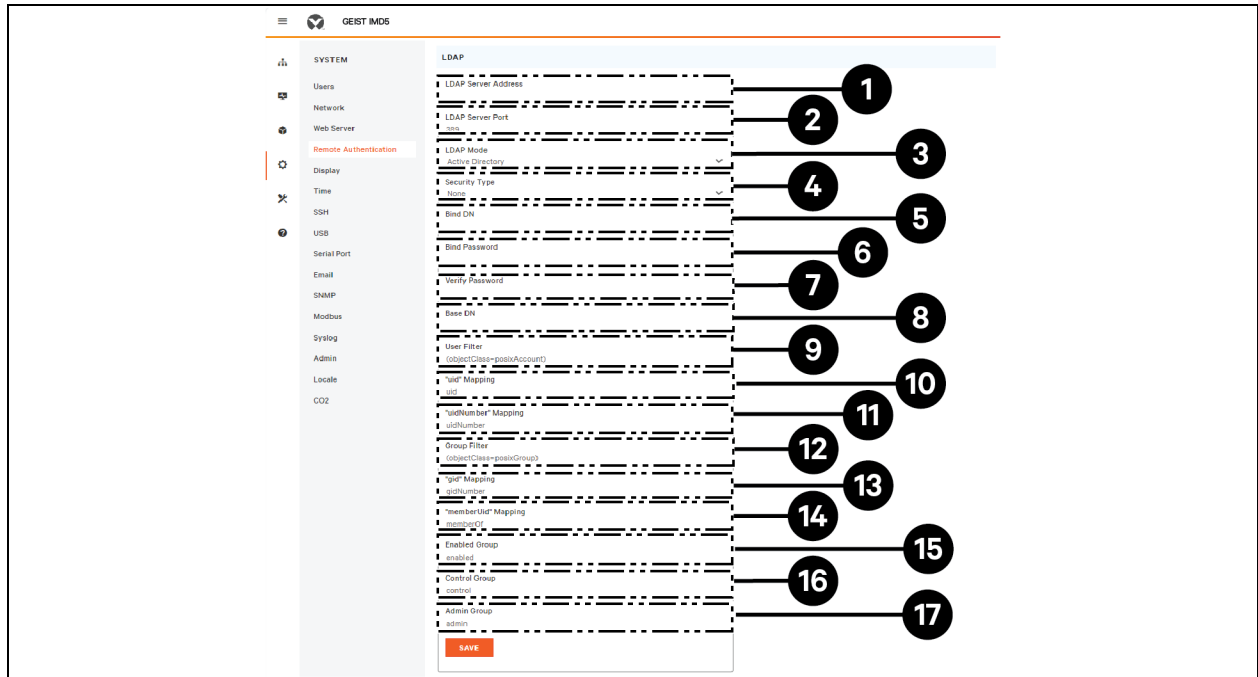 GEIST IMD5
SYSTEM
Users
Network
Web Server
Remote Authentication
Display
Time
SSH
USB
Serial Port
Email
SNMP
Modbus
Syslog
Admin
Locale
CO2
LDAP
LDAP Server Address
1
LDAP Server Port
389
2
LDAP Mode
Active Directory
3
Security Type
None
4
Bind DN
5
Bind Password
6
Verify Password
7
Base DN
8
User Filter
(objectClass=posixAccount)
9
"uid" Mapping
uid
10
"uidNumber" Mapping
uidNumber
11
Group Filter
(objectClass=posixGroup)
12
"gid" Mapping
gidNumber
13
"memberUid" Mapping
memberOf
14
Enabled Group
enabled
15
Control Group
control
16
Admin Group
admin
17
SAVE